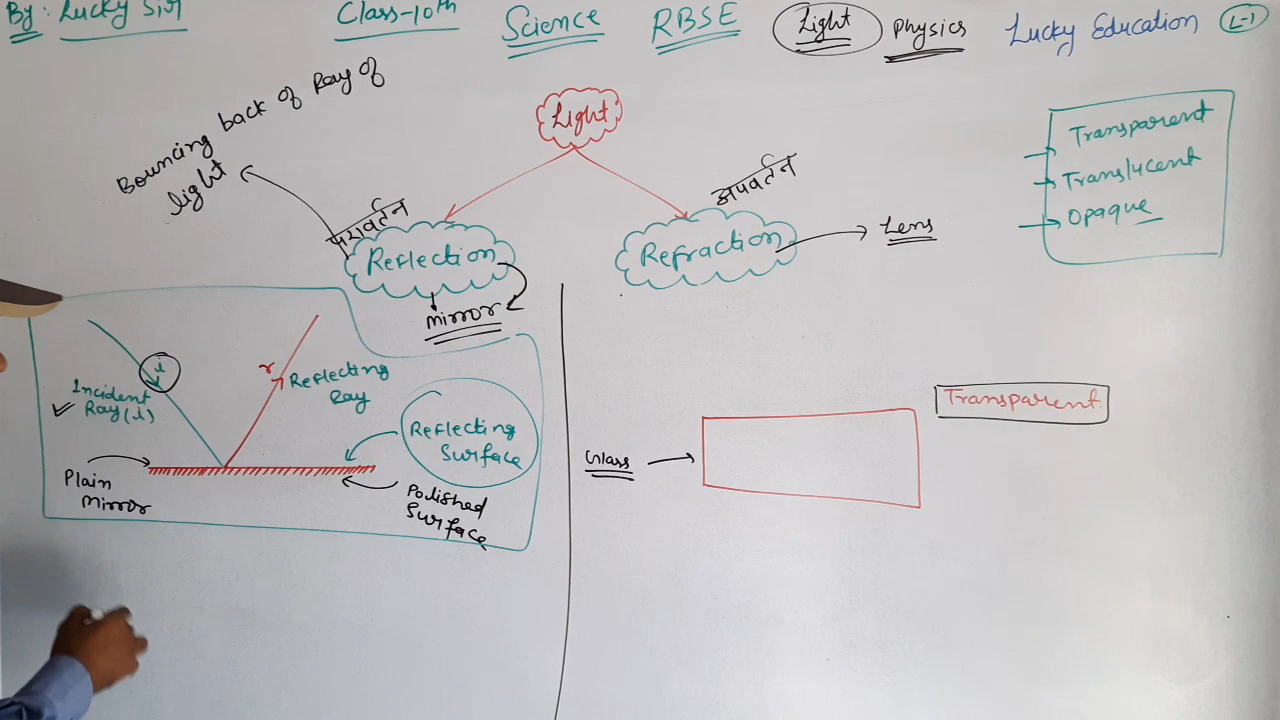 By: Lucky Sir
Class-10th
Science
RBSE
Light
Physics
Lucky Education
L-1
Light
Bouncing back of Ray of
light
परावर्तन
Reflection
mirror
अपवर्तन
Refraction
Lens
Transparent
Translucent
Opaque
i
Incident
Ray(i)
r
Reflecting
Ray
Reflecting
Surface
Plain
mirror
Polished
Surface
Glass
Transparent